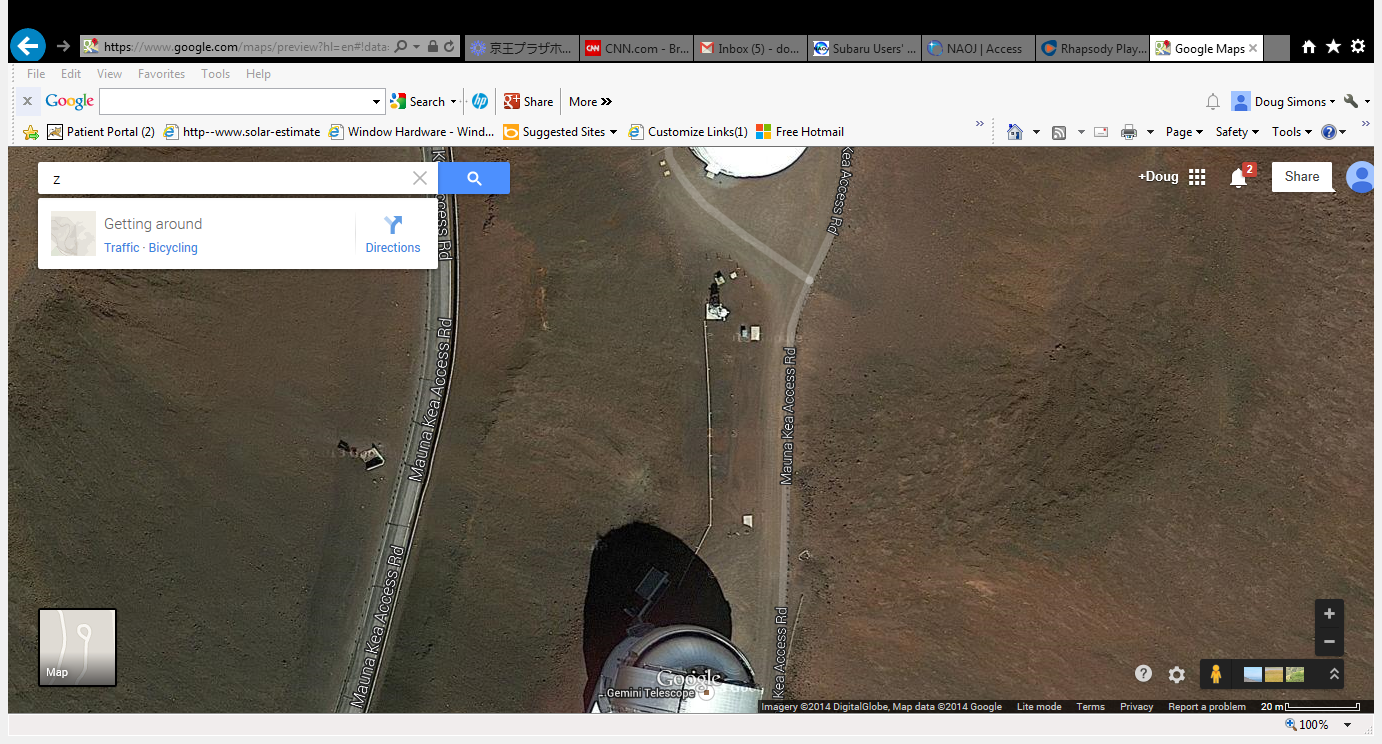 https://www.google.com/maps/preview?hl=en#!data:
京王プラザホ...
CNN.com - Br...
Inbox (5) - do...
Subaru Users' ...
NAOJ | Access
Rhapsody Play...
Google Maps
File Edit View Favorites Tools Help
X Google Search hp Share More »
Doug Simons
Patient Portal (2) http--www.solar-estimate Window Hardware - Wind... Suggested Sites Customize Links(1) Free Hotmail
Page Safety Tools
z
+Doug 2 Share
Getting around
Traffic · Bicycling
Directions
Access Rd
Kea Access Rd
Mauna Kea Access Rd
Mauna Kea Access Rd
Mauna Kea Access Rd
Kea Access Rd
Map
Google
Gemini Telescope
Imagery ©2014 DigitalGlobe, Map data ©2014 Google Lite mode Terms Privacy Report a problem 20 m
100%